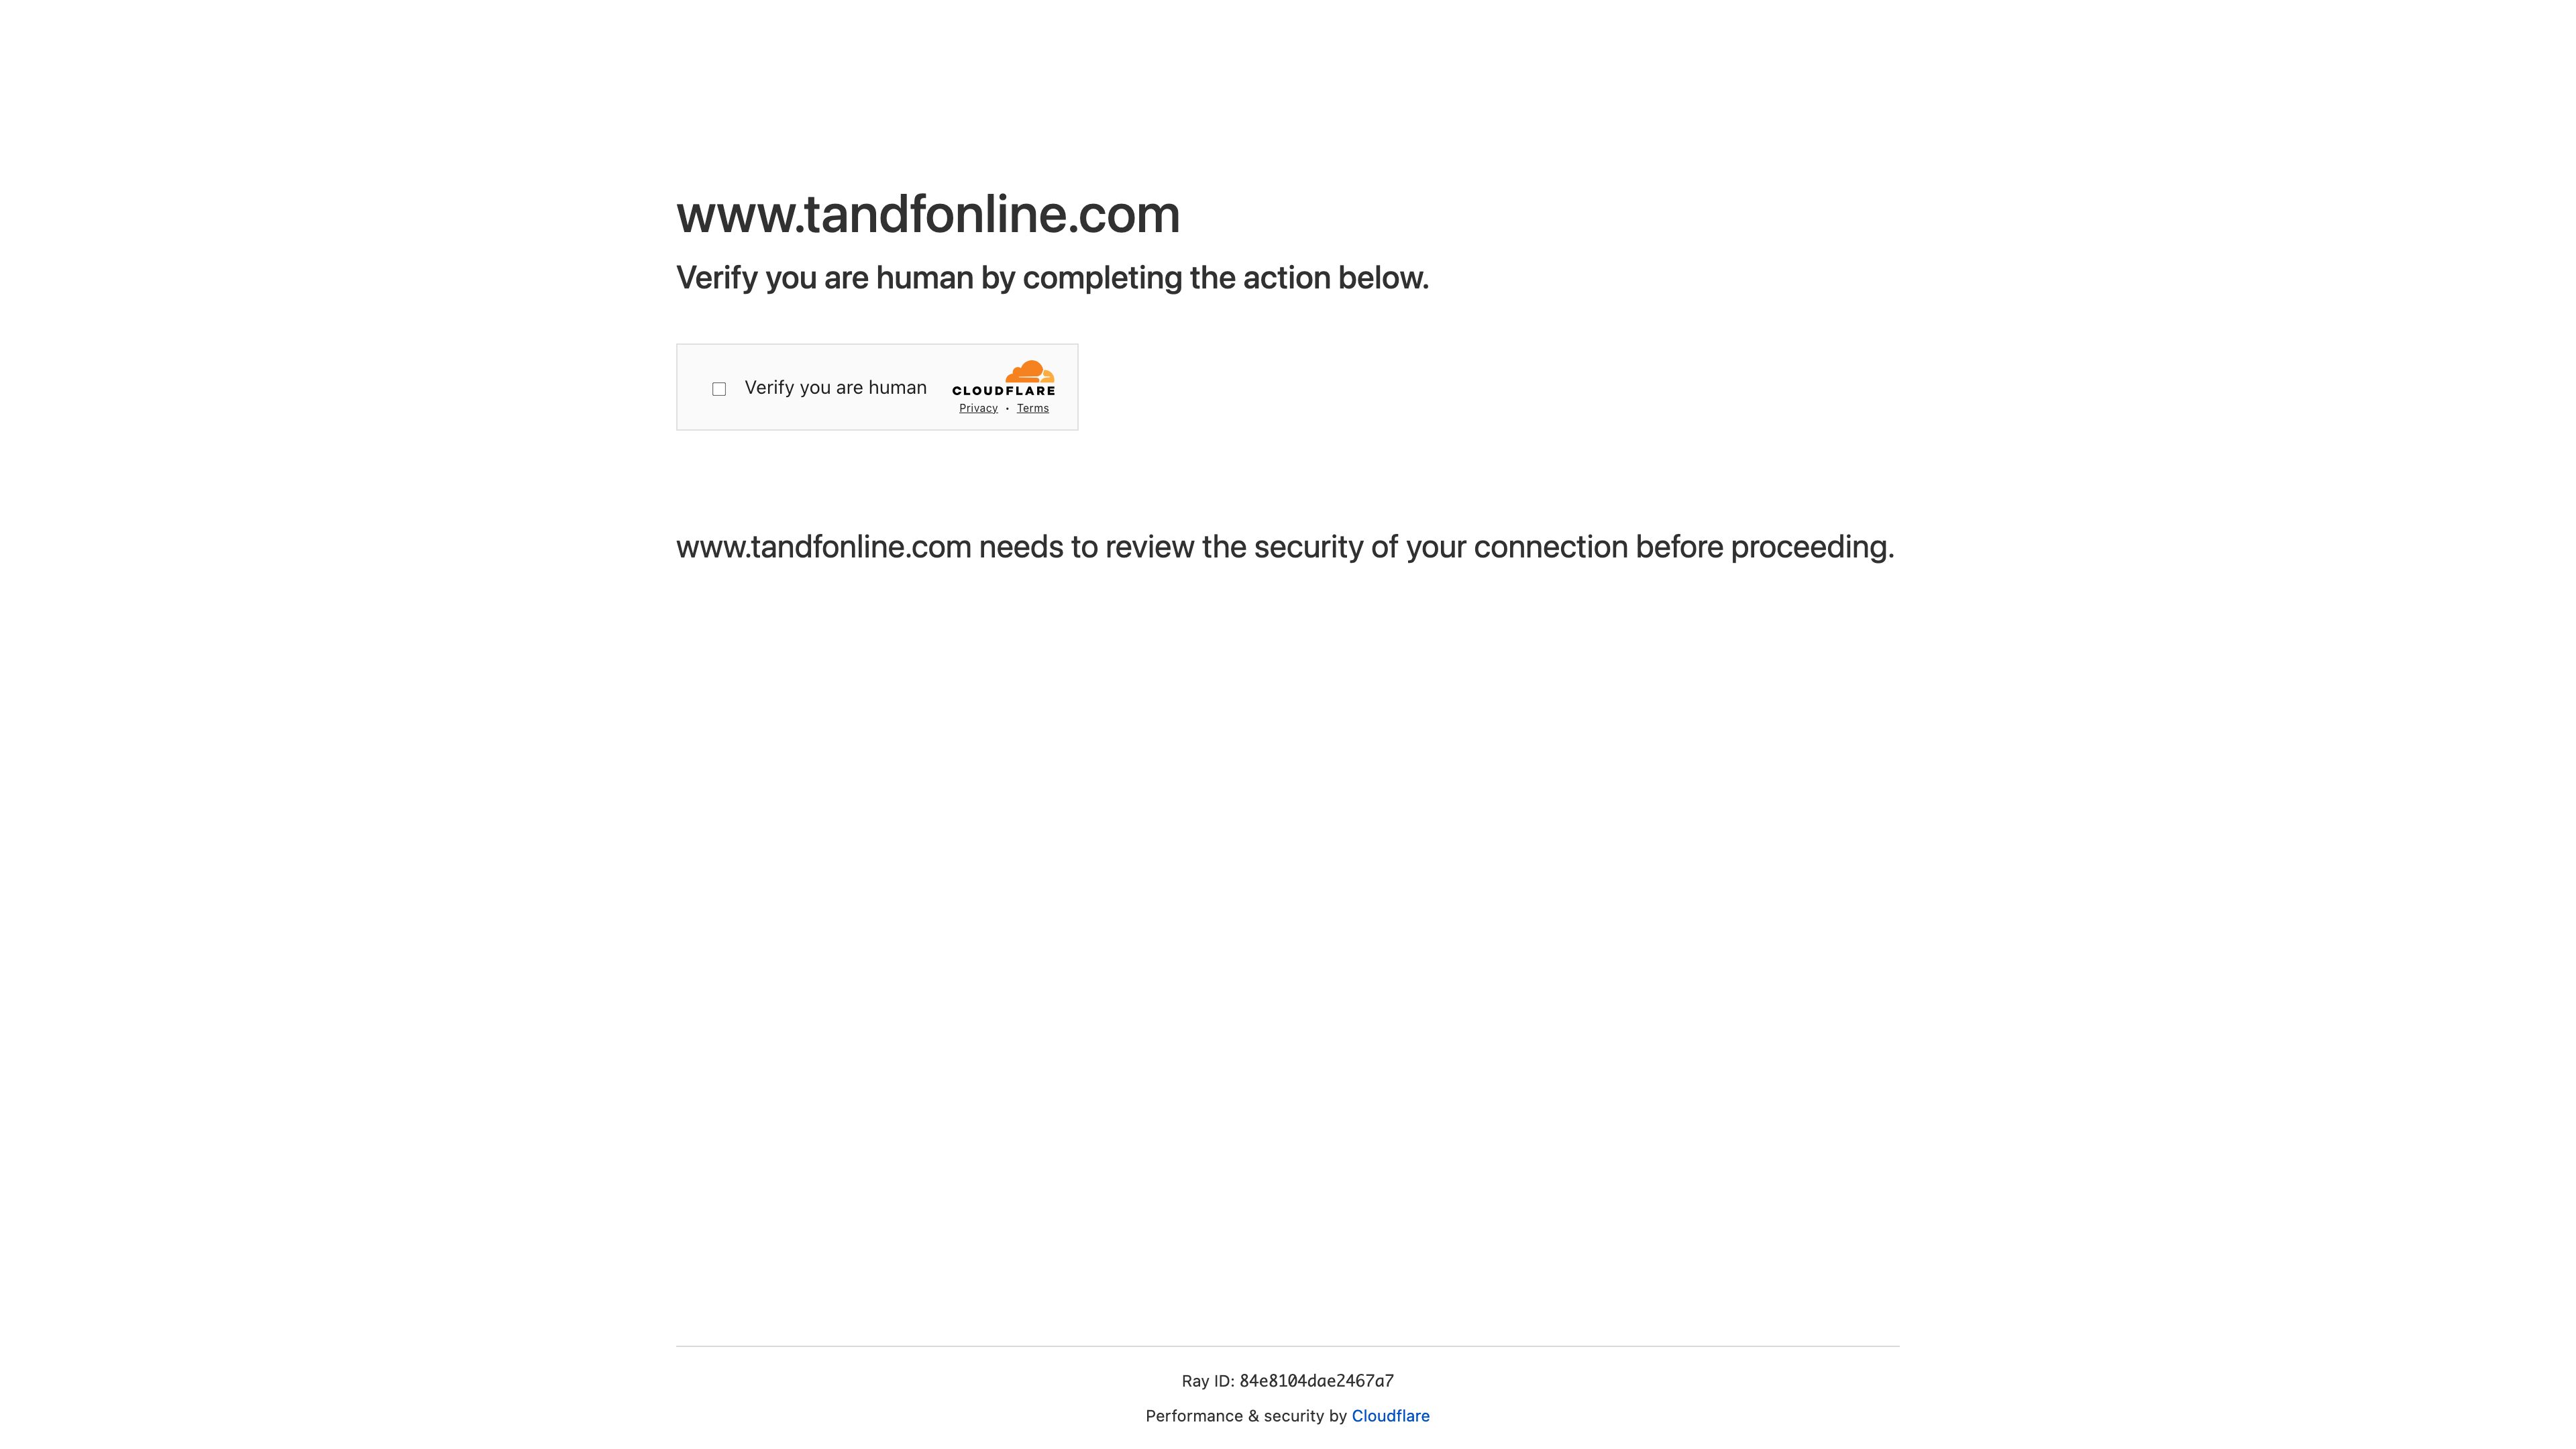 www.tandfonline.com
Verify you are human by completing the action below.
Verify you are human
CLOUDFLARE
Privacy • Terms
www.tandfonline.com needs to review the security of your connection before proceeding.
Ray ID: 84e8104dae2467a7
Performance & security by Cloudflare